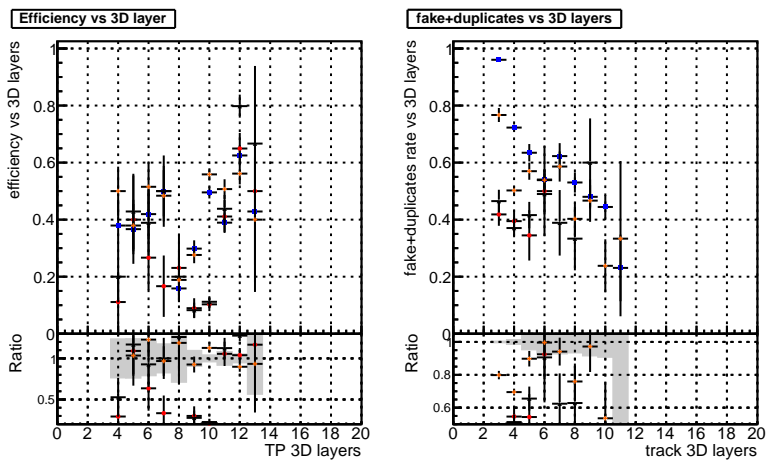 Efficiency vs 3D layer
efficiency vs 3D layers
1
0.8
0.6
0.4
0.2
0
Ratio
1
0.5
0 2 4 6 8 10 12 14 16 18 20
TP 3D layers
fake+duplicates vs 3D layers
fake+duplicates rate vs 3D layers
1
0.8
0.6
0.4
0.2
0
Ratio
1
0.8
0.6
0 2 4 6 8 10 12 14 16 18 20
track 3D layers